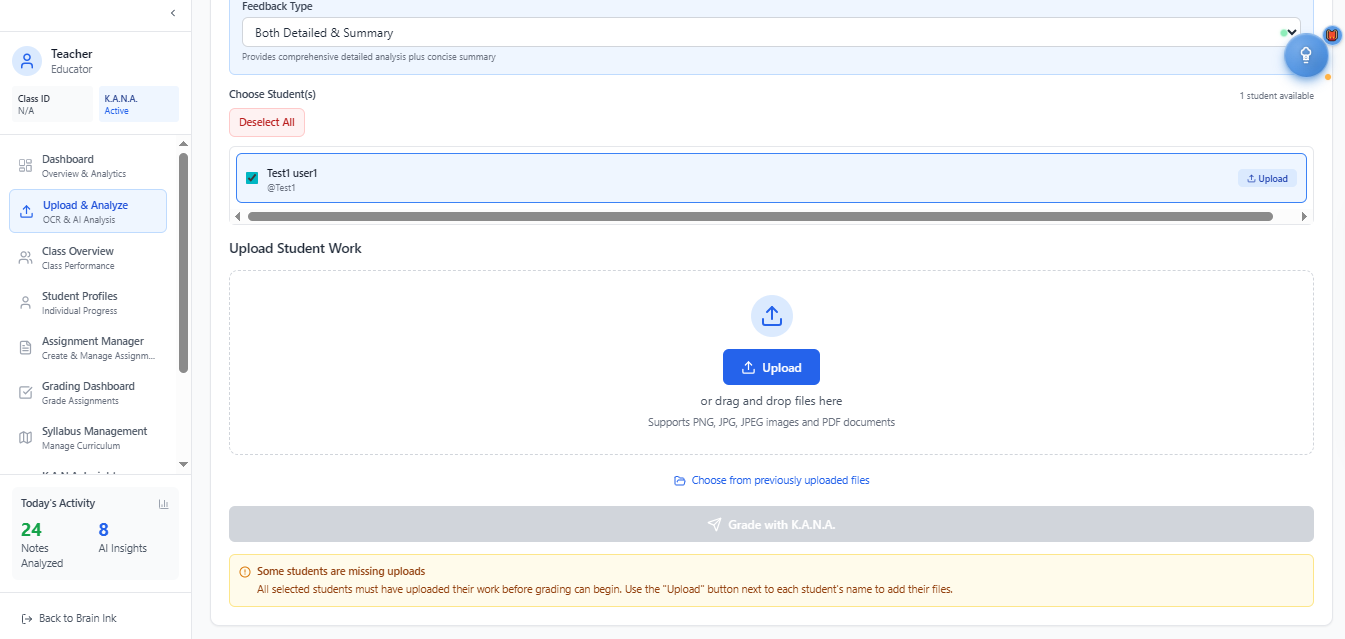 Teacher
Educator
Class ID
N/A
K.A.N.A.
Active
Dashboard
Overview & Analytics
Upload & Analyze
OCR & AI Analysis
Class Overview
Class Performance
Student Profiles
Individual Progress
Assignment Manager
Create & Manage Assignm...
Grading Dashboard
Grade Assignments
Syllabus Management
Manage Curriculum
Today's Activity
24
Notes
Analyzed
8
AI Insights
Back to Brain Ink
Feedback Type
Both Detailed & Summary
Provides comprehensive detailed analysis plus concise summary
Choose Student(s)
1 student available
Deselect All
Test1 user1
@Test1
Upload
Upload Student Work
Upload
or drag and drop files here
Supports PNG, JPG, JPEG images and PDF documents
Choose from previously uploaded files
Grade with K.A.N.A.
Some students are missing uploads
All selected students must have uploaded their work before grading can begin. Use the "Upload" button next to each student's name to add their files.